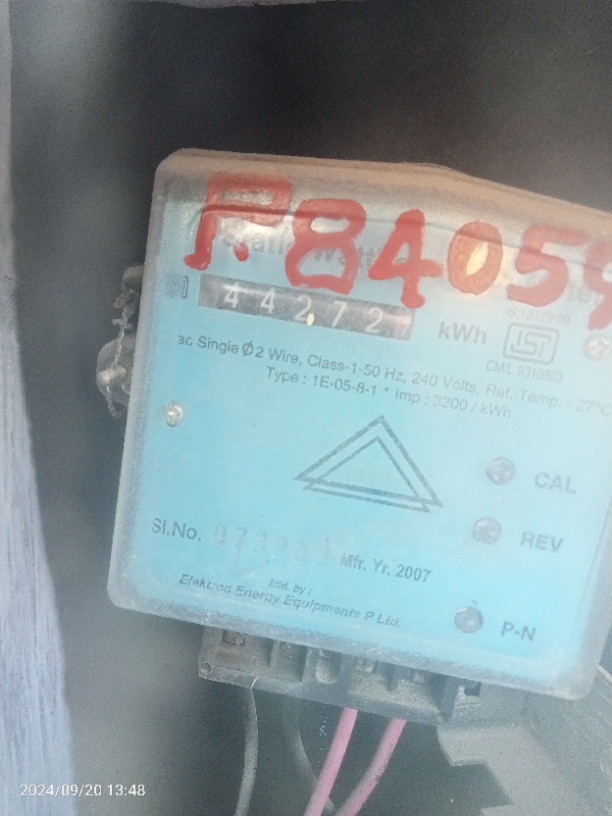 R84059
44272
kWh
IS:13779-99
ISI
CM/L 8310863
ac Single Ø 2 Wire, Class-1-50 Hz, 240 Volts, Ref. Temp. : 27°C
Type : 1E-05-8-1 * Imp : 3200 / kWh
CAL
REV
Sl.No.
Mfr. Yr. 2007
Mfd. by :
Elektron Energy Equipments P Ltd.
P-N
2024/09/20 13:48